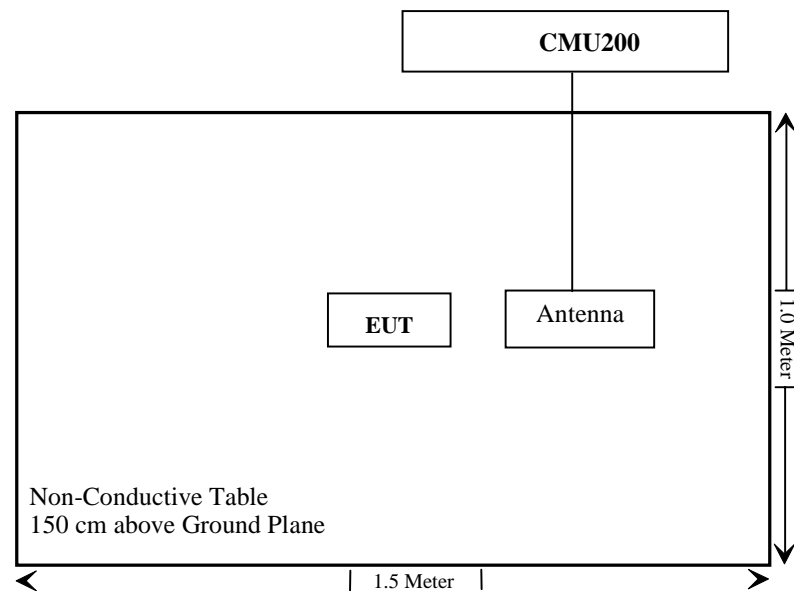 CMU200
EUT
Antenna
1.0 Meter
Non-Conductive Table
150 cm above Ground Plane
1.5 Meter